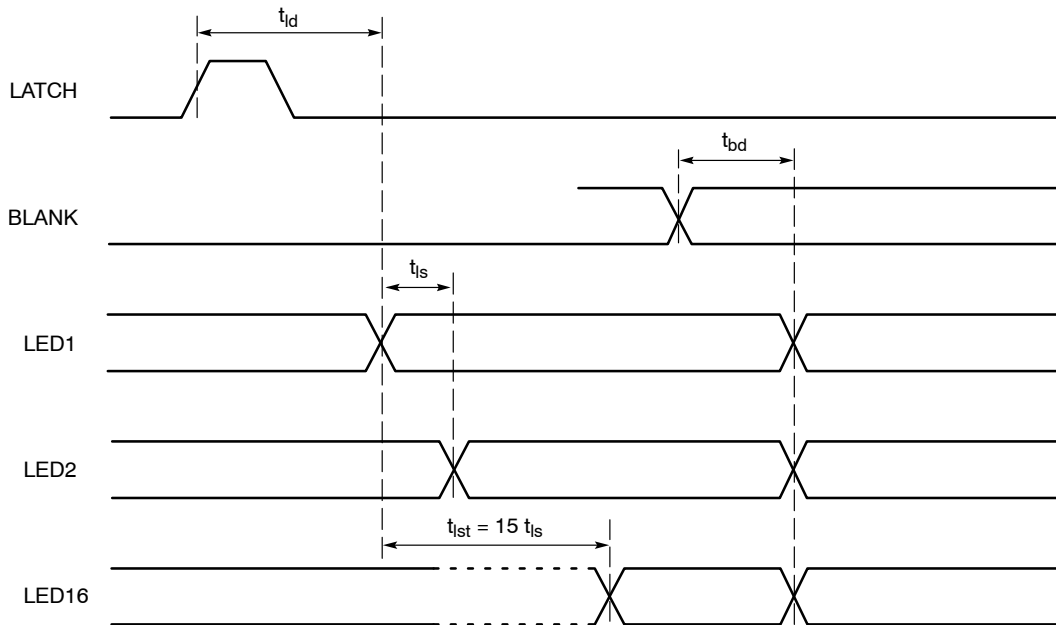 t_ld
LATCH
t_bd
BLANK
t_ls
LED1
LED2
t_lst = 15 t_ls
LED16